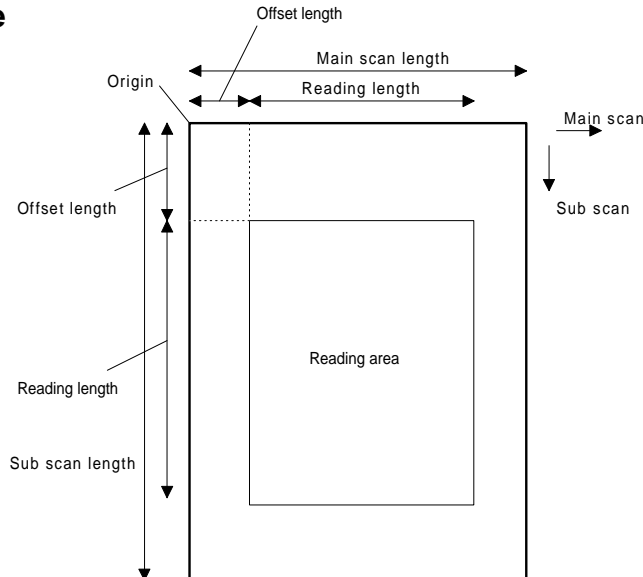 e
Offset length
Main scan length
Origin
Reading length
Main scan
Offset length
Sub scan
Reading area
Reading length
Sub scan length